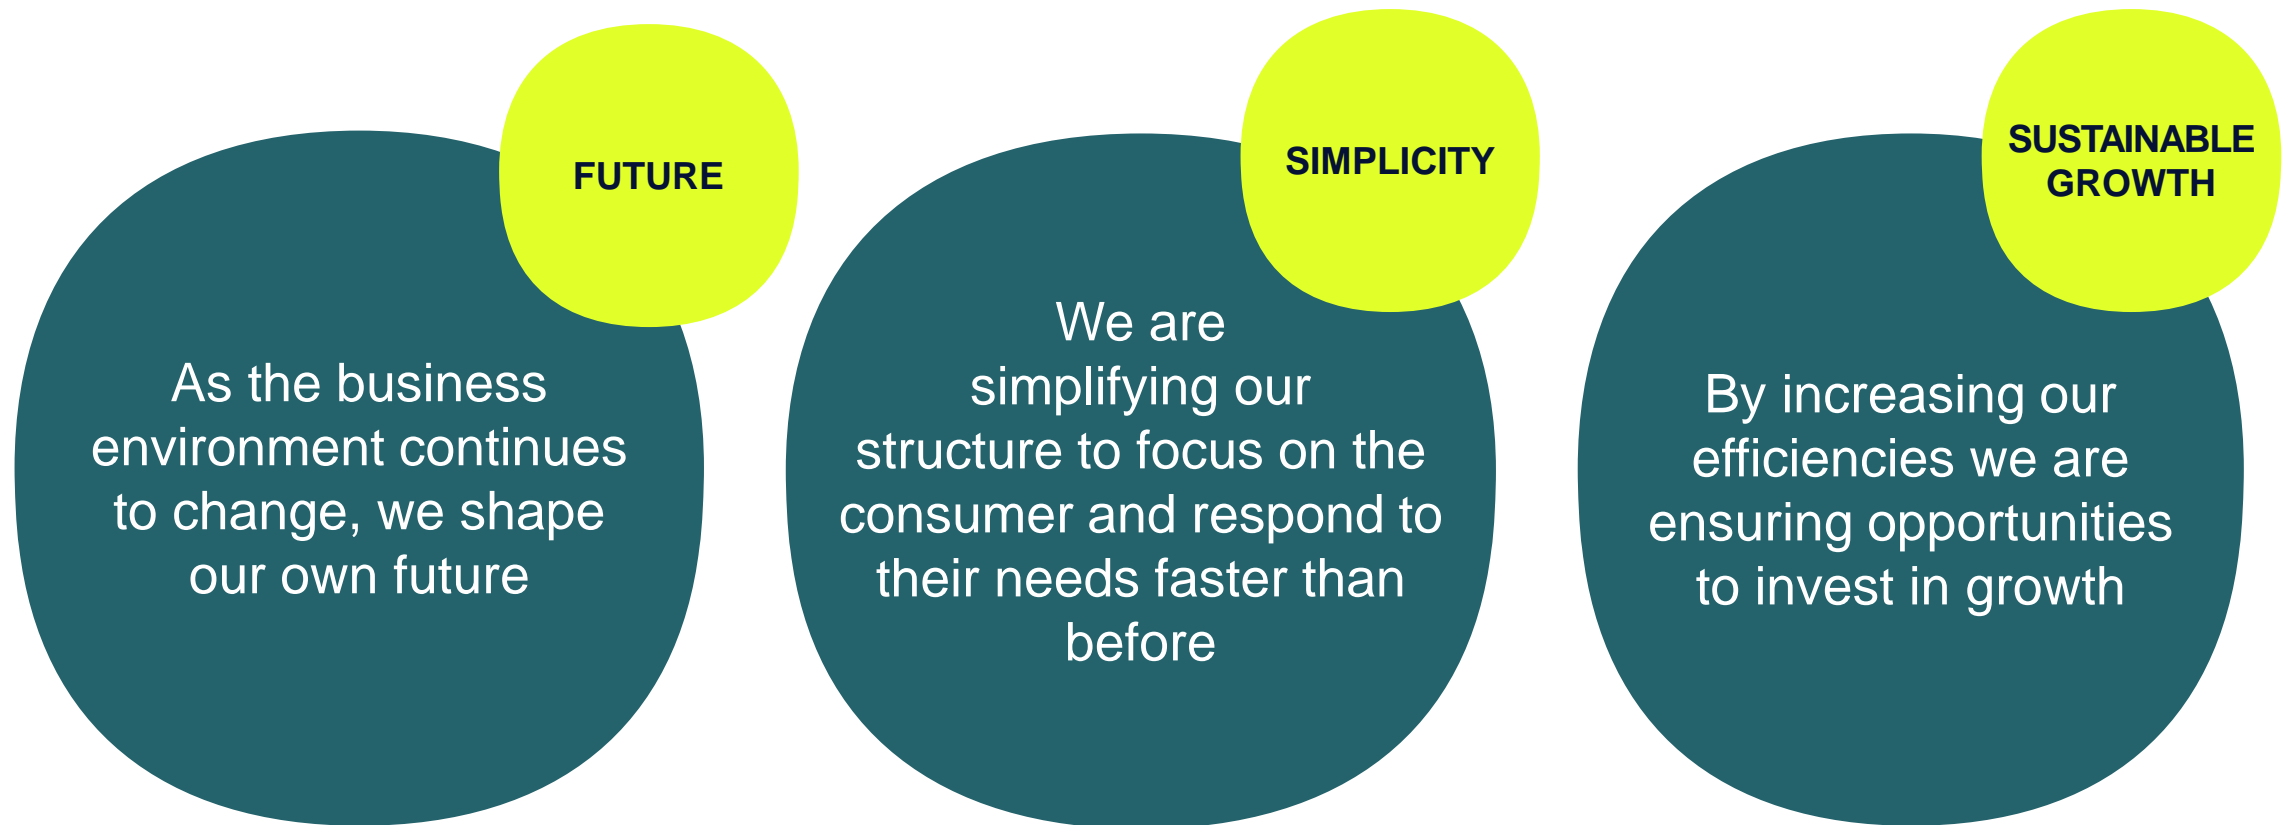 FUTURE
As the business
environment continues
to change, we shape
our own future
SIMPLICITY
We are
simplifying our
structure to focus on the
consumer and respond to
their needs faster than
before
SUSTAINABLE
GROWTH
By increasing our
efficiencies we are
ensuring opportunities
to invest in growth